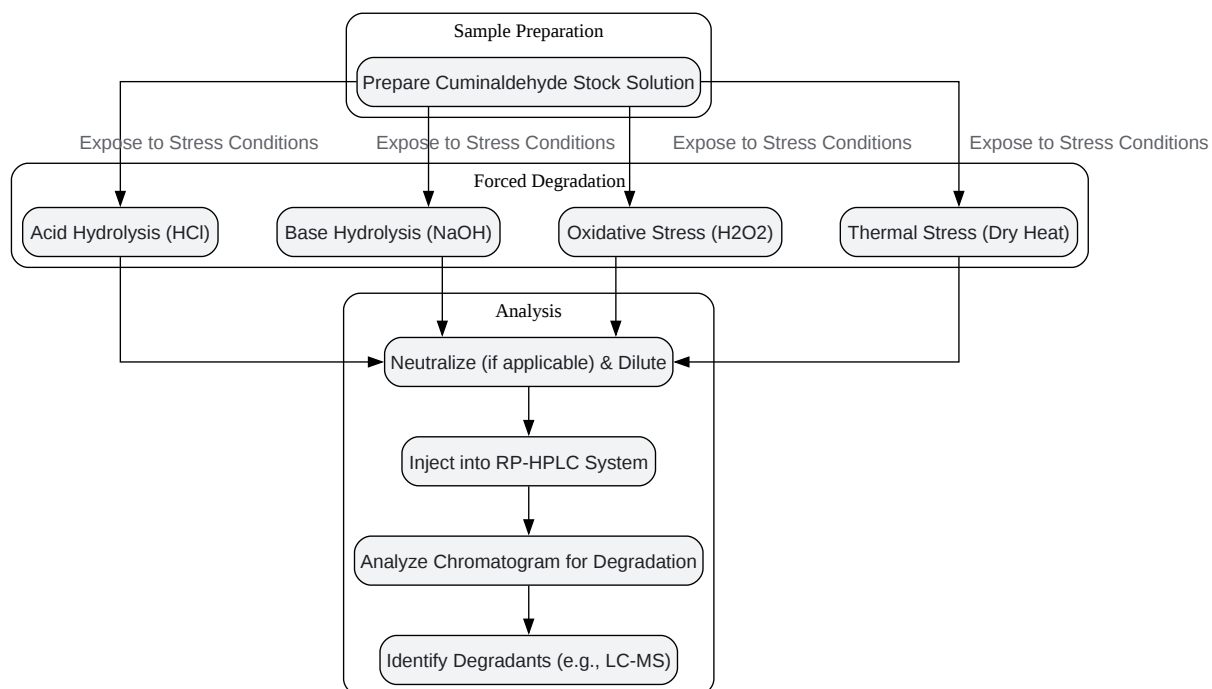 Sample Preparation
Prepare Cuminaldehyde Stock Solution
Expose to Stress Conditions
Expose to Stress Conditions
Expose to Stress Conditions
Expose to Stress Conditions
Forced Degradation
Acid Hydrolysis (HCl)
Base Hydrolysis (NaOH)
Oxidative Stress (H2O2)
Thermal Stress (Dry Heat)
Analysis
Neutralize (if applicable) & Dilute
Inject into RP-HPLC System
Analyze Chromatogram for Degradation
Identify Degradants (e.g., LC-MS)